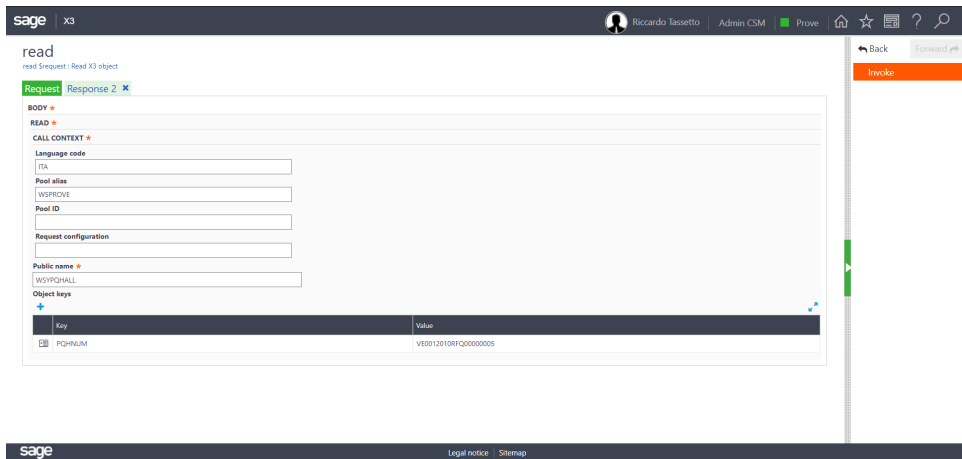 sage X3 Riccardo Tassetto Admin CSM Prove
read
read $request : Read X3 object
Back Forward
Invoke
Request Response 2
BODY *
READ *
CALL CONTEXT *
Language code
ITA
Pool alias
WSPROVE
Pool ID
Request configuration
Public name *
WSYPQHALL
Object keys
Key Value
PQHNUM VE0012010RFQ00000005
sage Legal notice Sitemap